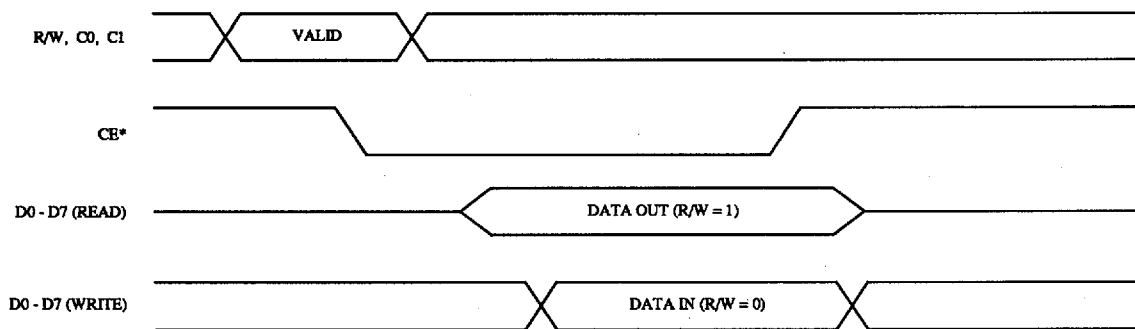 R/W, C0, C1
VALID
CE*
D0 - D7 (READ)
DATA OUT (R/W = 1)
D0 - D7 (WRITE)
DATA IN (R/W = 0)